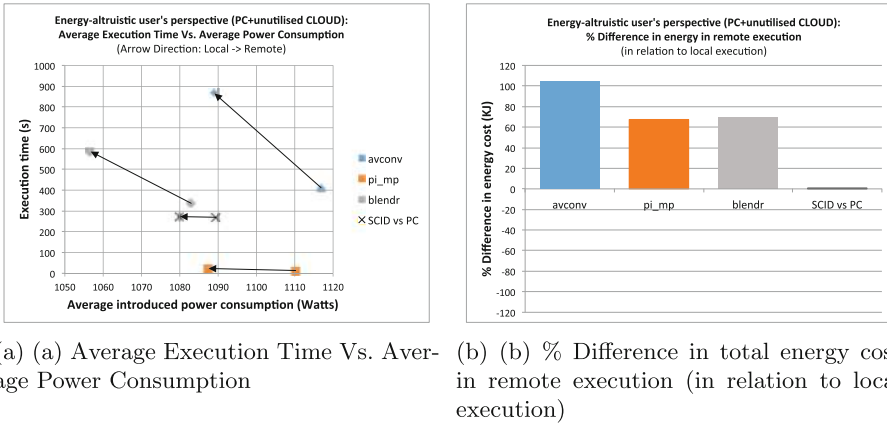 Energy-altruistic user's perspective (PC+unutilised CLOUD):
Average Execution Time Vs. Average Power Consumption
(Arrow Direction: Local -> Remote)
Execution time (s)
1000
900
800
700
600
500
400
300
200
100
0
1050 1060 1070 1080 1090 1100 1110 1120
Average introduced power consumption (Watts)
avconv
pi_mp
blendr
SCID vs PC
Energy-altruistic user's perspective (PC+unutilised CLOUD):
% Difference in energy in remote execution
(in relation to local execution)
% Difference in energy cost (KJ)
120
100
80
60
40
20
0
-20
-40
-60
-80
-100
-120
avconv pi_mp blendr SCID vs PC
(a) (a) Average Execution Time Vs. Aver-
age Power Consumption
(b) (b) % Difference in total energy cos
in remote execution (in relation to loca
execution)